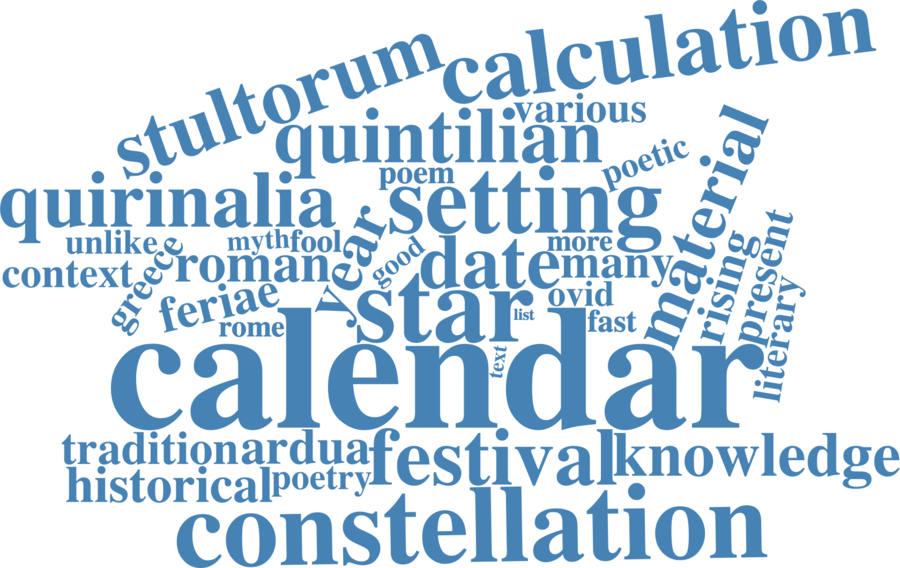 calculation
stultorum
various
quintilian
poetic
material
poem
quirinalia
setting
unlike
greece
myth
fool
year
good
more
context
roman
date
many
rising
present
feriae
star
list
ovid
fast
literary
rome
calendar
text
tradition
ardua
festival
knowledge
historical
poetry
constellation